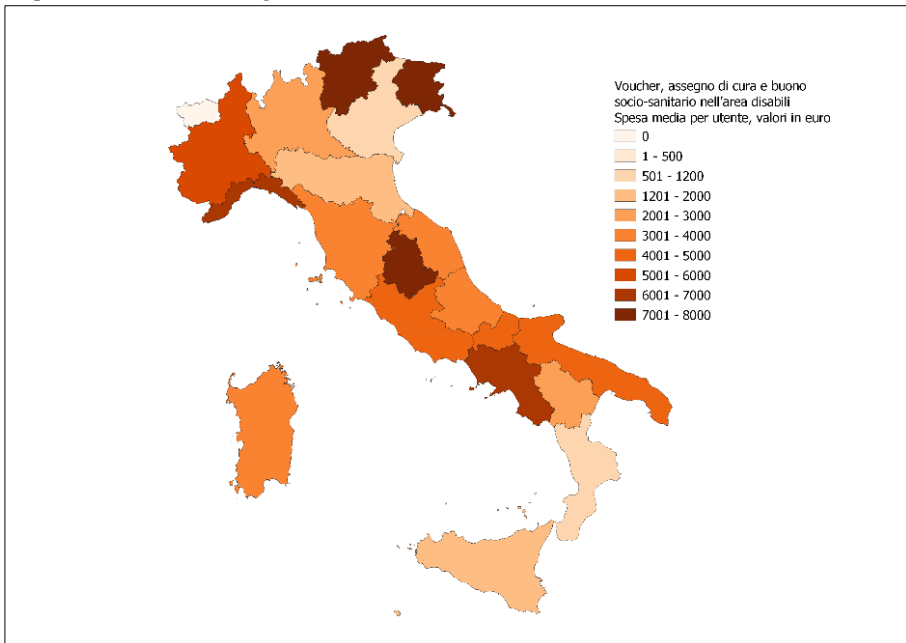 Voucher, assegno di cura e buono
socio-sanitario nell'area disabili
Spesa media per utente, valori in euro
0
1 - 500
501 - 1200
1201 - 2000
2001 - 3000
3001 - 4000
4001 - 5000
5001 - 6000
6001 - 7000
7001 - 8000